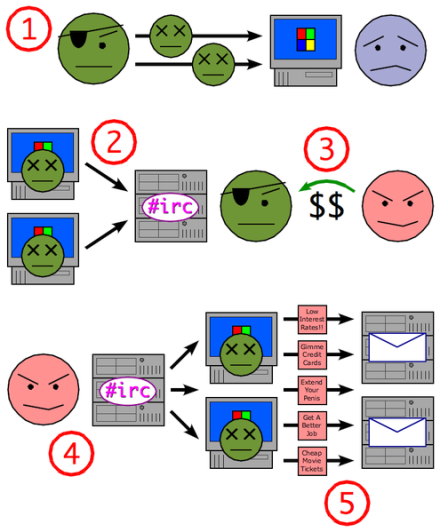 1
2
3
#irc
$$
#irc
Low
Interest
Rates!!
Gimme
Credit
Cards
Extend
Your
Penis
Get A
Better
Job
Cheap
Movie
Tickets
4
5